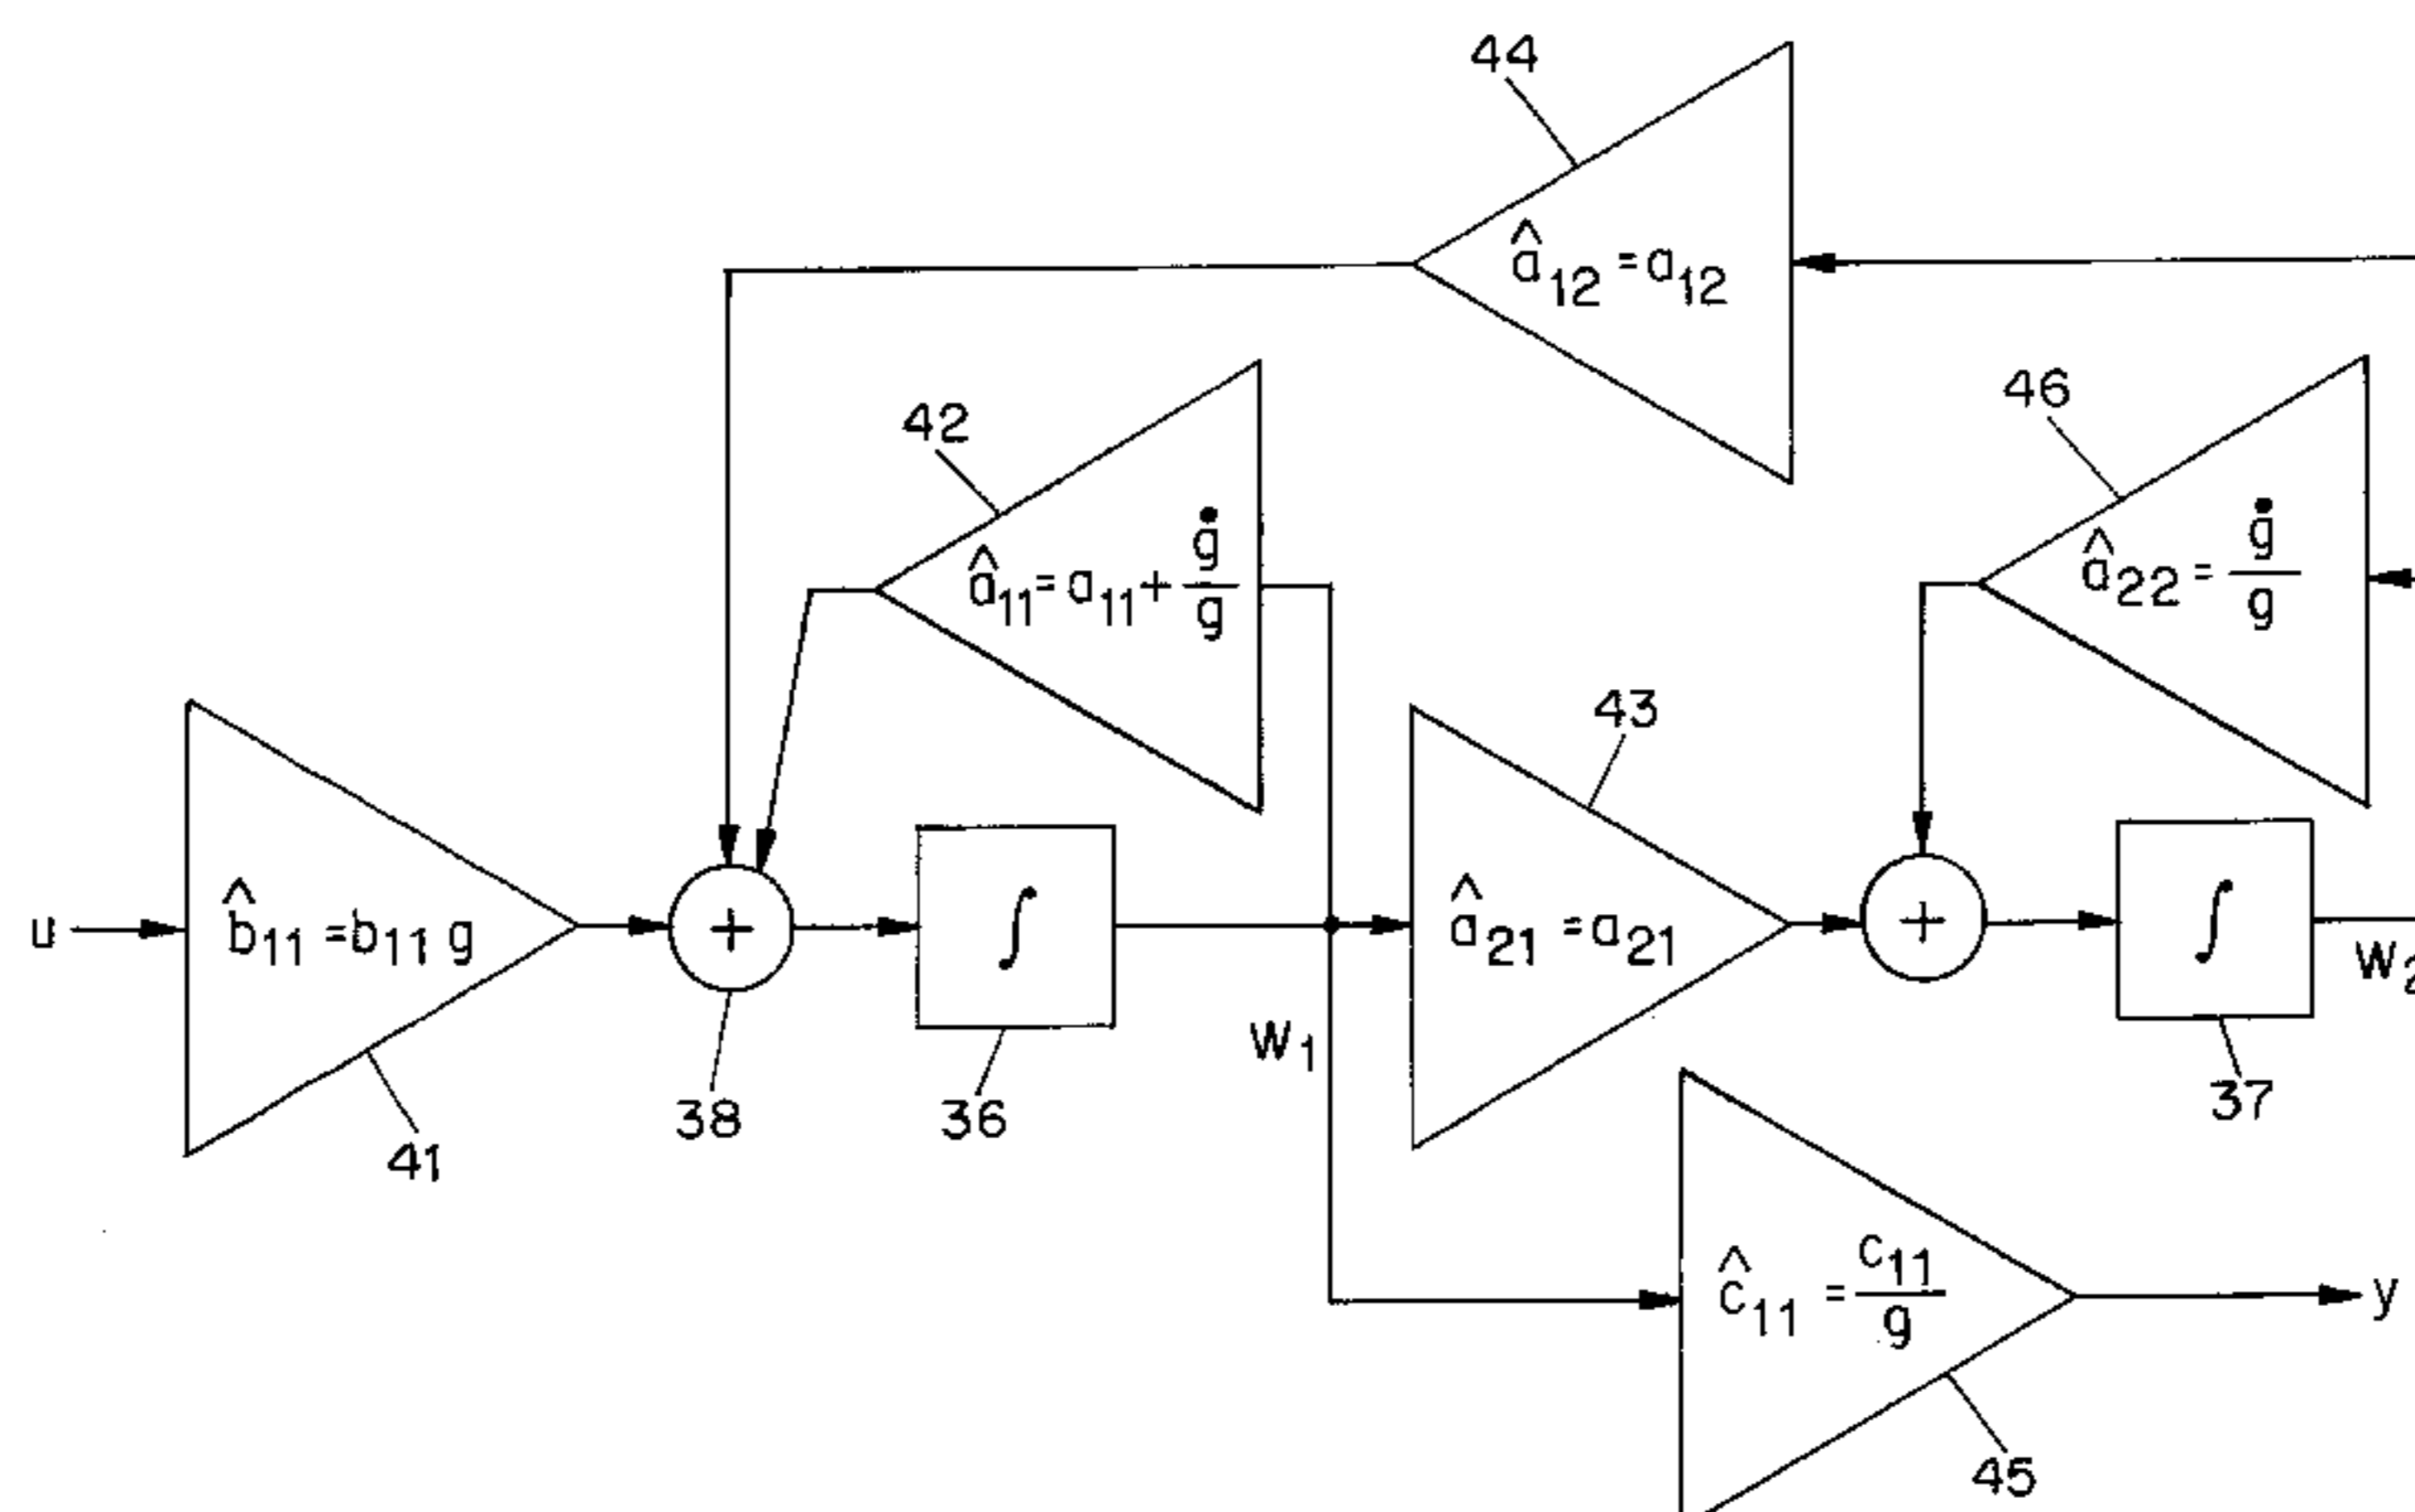 44
â₁₂ = a₁₂
46
42
â₂₂ = ġ/g
â₁₁ = a₁₁ + ġ/g
43
u
b̂₁₁ = b₁₁ g
+
∫
â₂₁ = a₂₁
+
∫
W₂
W₁
38
36
37
41
ĉ₁₁ = c₁₁/g
y
45